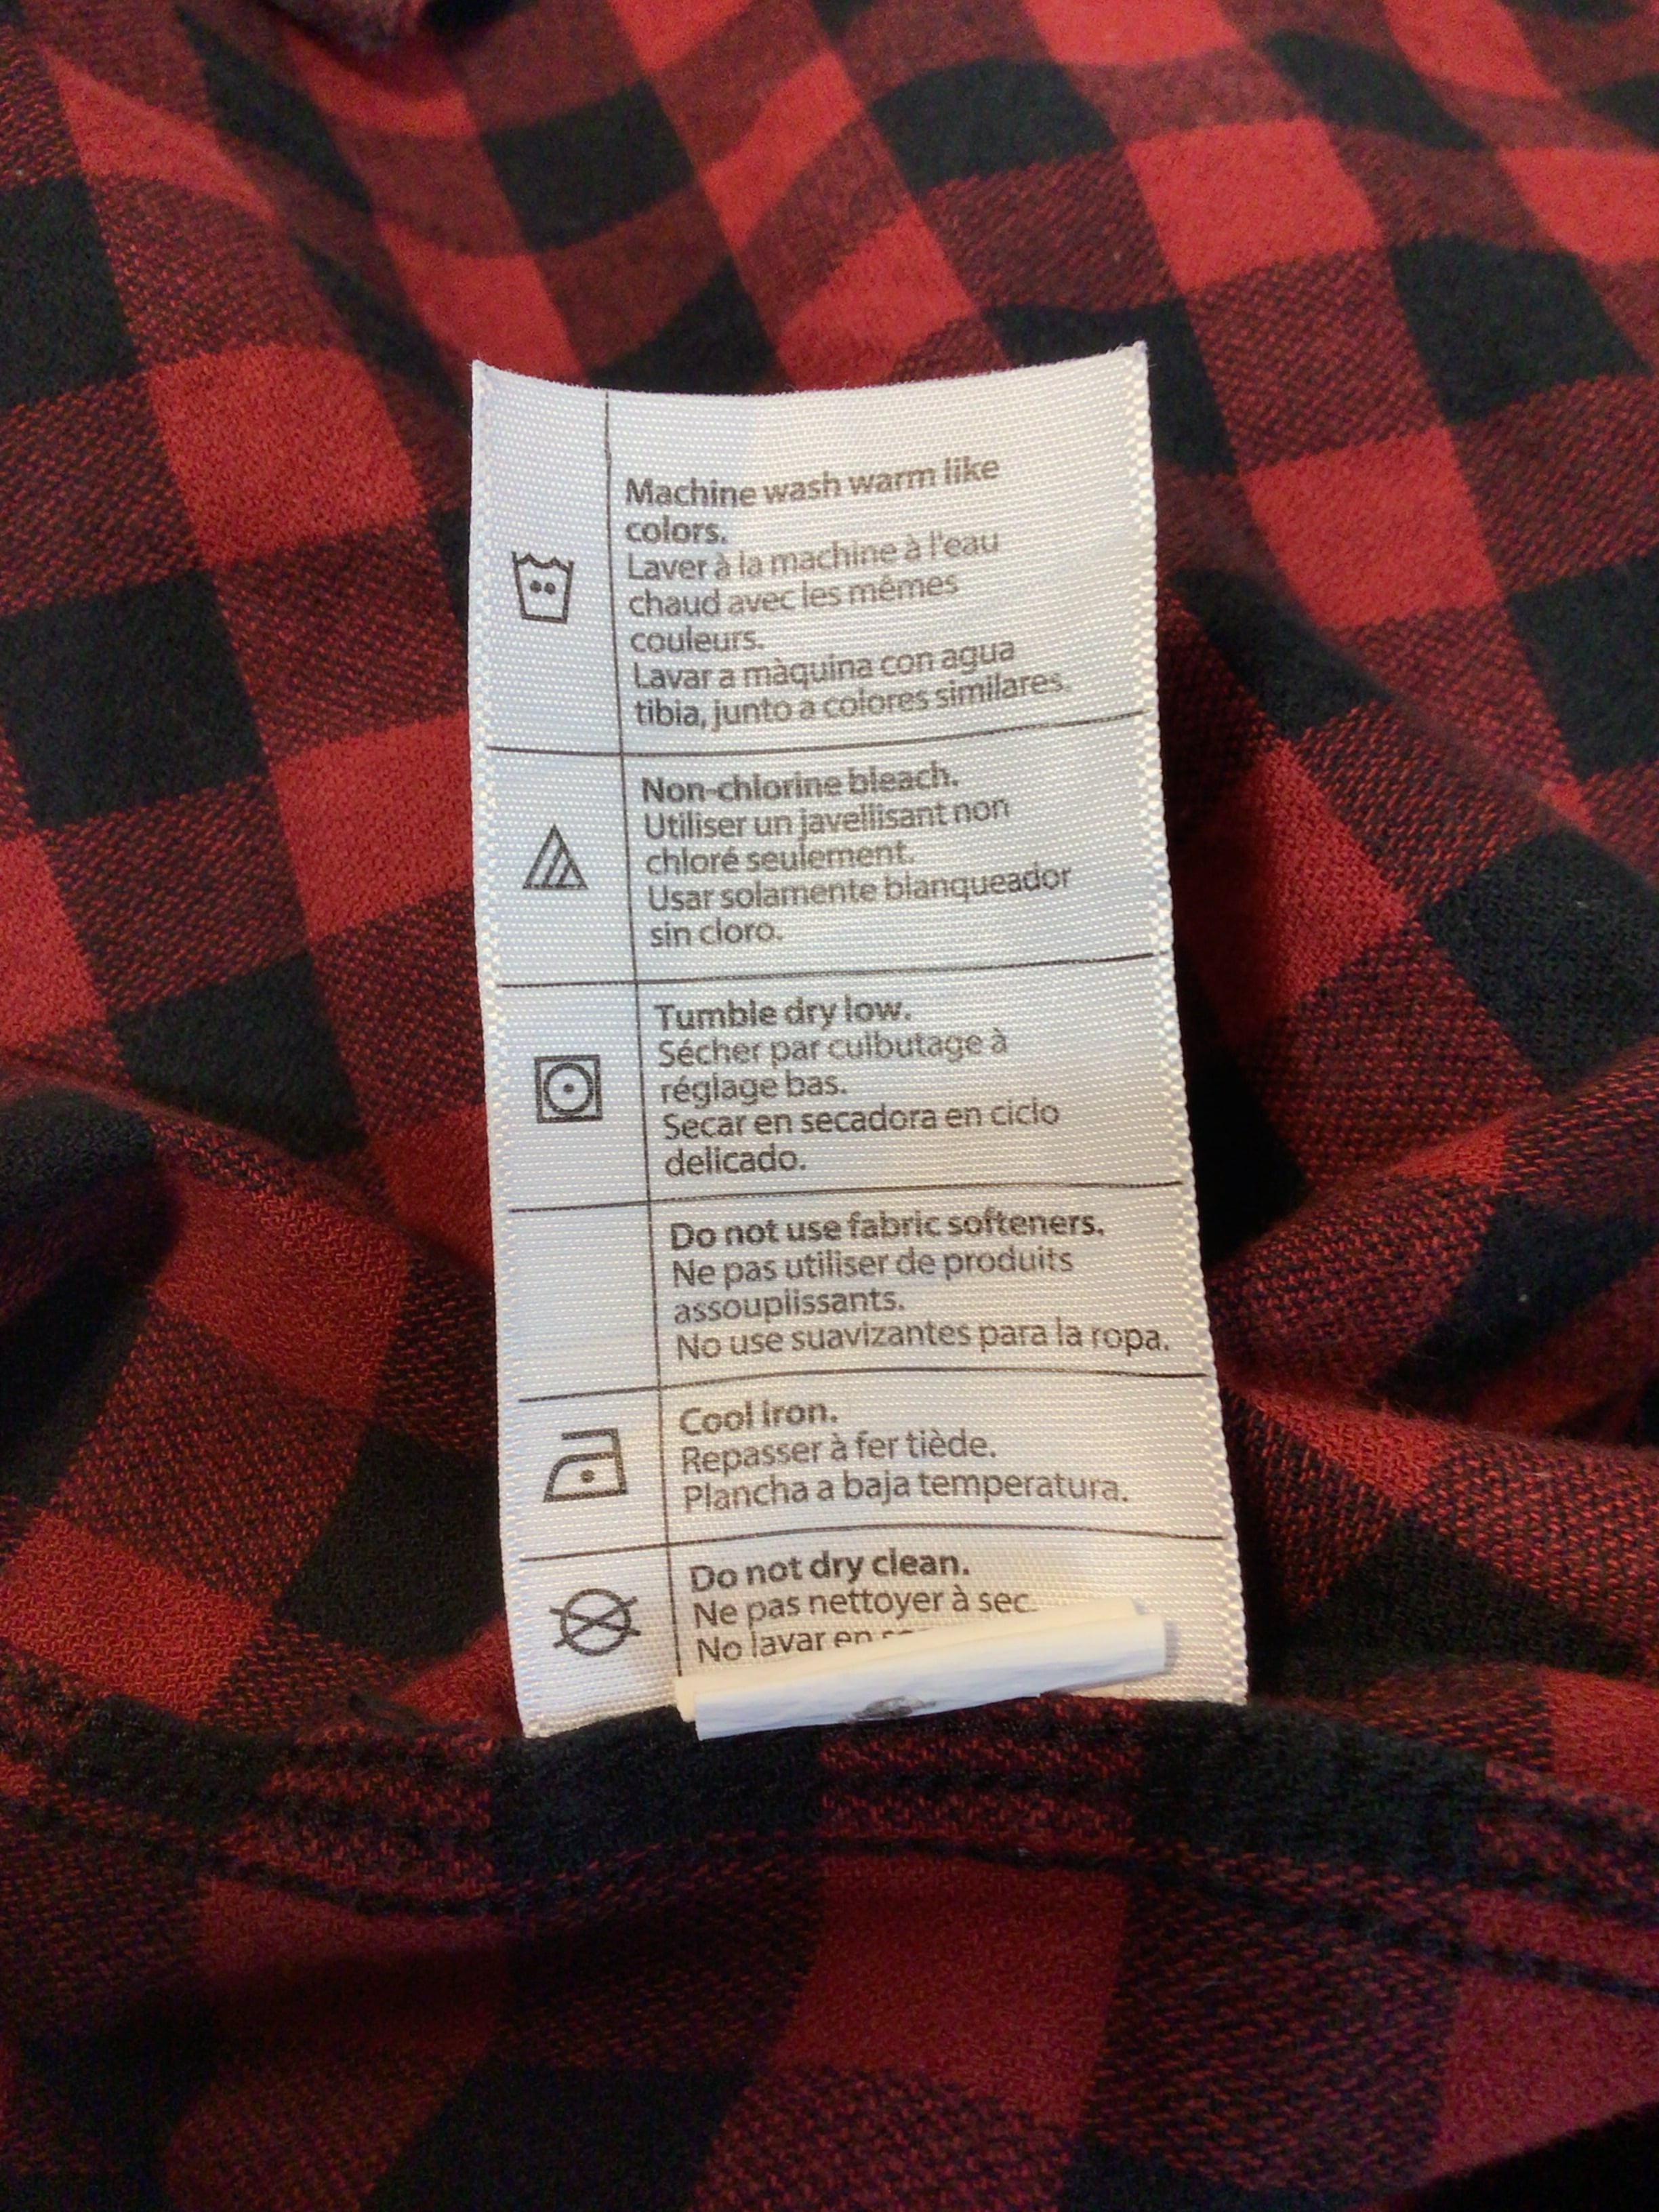 Machine wash warm like
colors.
Laver à la machine à l'eau
chaud avec les mêmes
couleurs.
Lavar a màquina con agua
tibia, junto a colores similares.
Non-chlorine bleach.
Utiliser un javellisant non
chloré seulement.
Usar solamente blanqueador
sin cloro.
Tumble dry low.
Sécher par culbutage à
réglage bas.
Secar en secadora en ciclo
delicado.
Do not use fabric softeners.
Ne pas utiliser de produits
assouplissants.
No use suavizantes para la ropa.
Cool iron.
Repasser à fer tiède.
Plancha a baja temperatura.
Do not dry clean.
Ne pas nettoyer à sec.
No lavar en